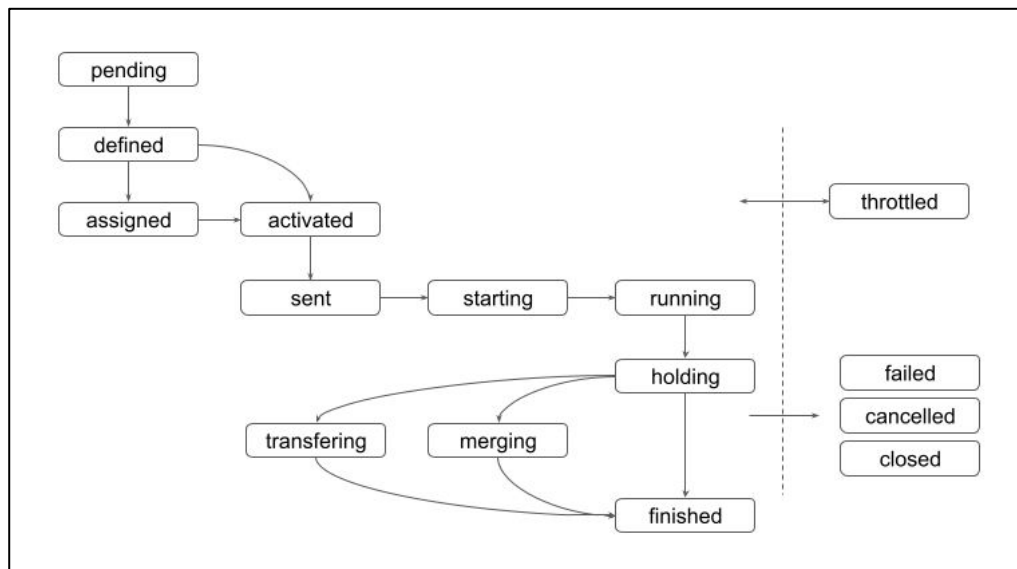 pending
defined
assigned
activated
throttled
sent
starting
running
holding
failed
transfering
merging
cancelled
closed
finished